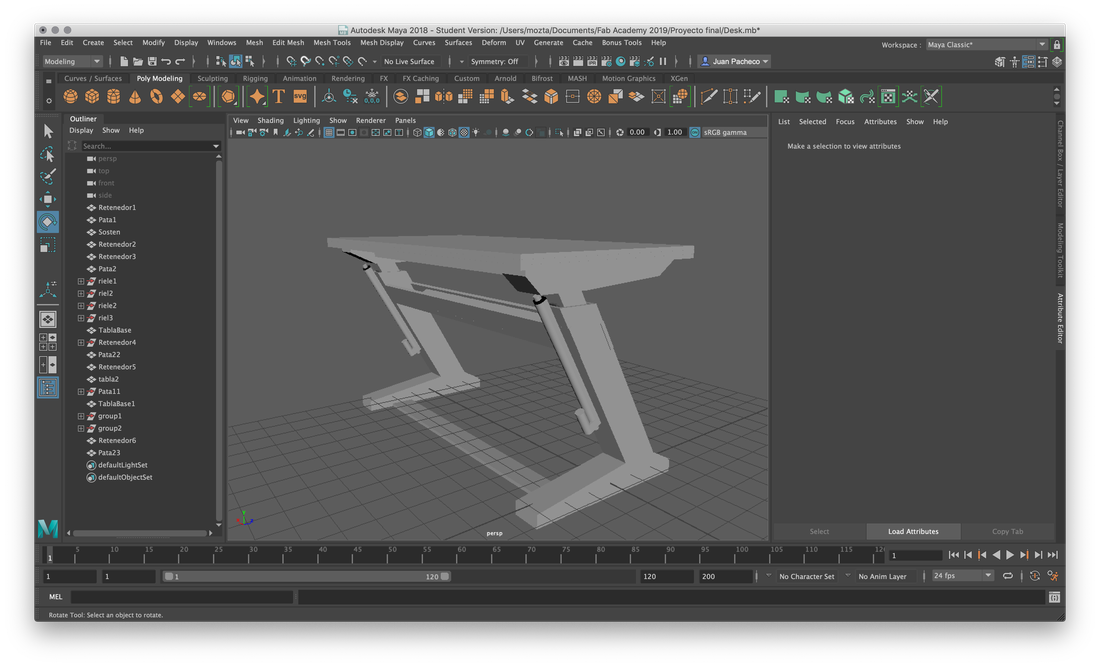 Autodesk Maya 2018 - Student Version: /Users/mozta/Documents/Fab Academy 2019/Proyecto final/Desk.mb*
File Edit Create Select Modify Display Windows Mesh Edit Mesh Mesh Tools Mesh Display Curves Surfaces Deform UV Generate Cache Bonus Tools Help
Workspace : Maya Classic*
Modeling No Live Surface Symmetry: Off Juan Pacheco
Curves / Surfaces Poly Modeling Sculpting Rigging Animation Rendering FX FX Caching Custom Arnold Bifrost MASH Motion Graphics XGen
T SVG 0,0,0
Outliner
Display Show Help
Search...
persp
top
front
side
Retenedor1
Pata1
Sosten
Retenedor2
Retenedor3
Pata2
riele1
riel2
riele2
riel3
TablaBase
Retenedor4
Pata22
Retenedor5
tabla2
Pata11
TablaBase1
group1
group2
Retenedor6
Pata23
defaultLightSet
defaultObjectSet
View Shading Lighting Show Renderer Panels
0.00 1.00 sRGB gamma
persp
List Selected Focus Attributes Show Help
Make a selection to view attributes
Select Load Attributes Copy Tab
Channel Box / Layer Editor
Modeling Toolkit
Attribute Editor
1 5 10 15 20 25 30 35 40 45 50 55 60 65 70 75 80 85 90 95 100 105 110 115 12 1
1 1 1 120 120 200 No Character Set No Anim Layer 24 fps
MEL
Rotate Tool: Select an object to rotate.